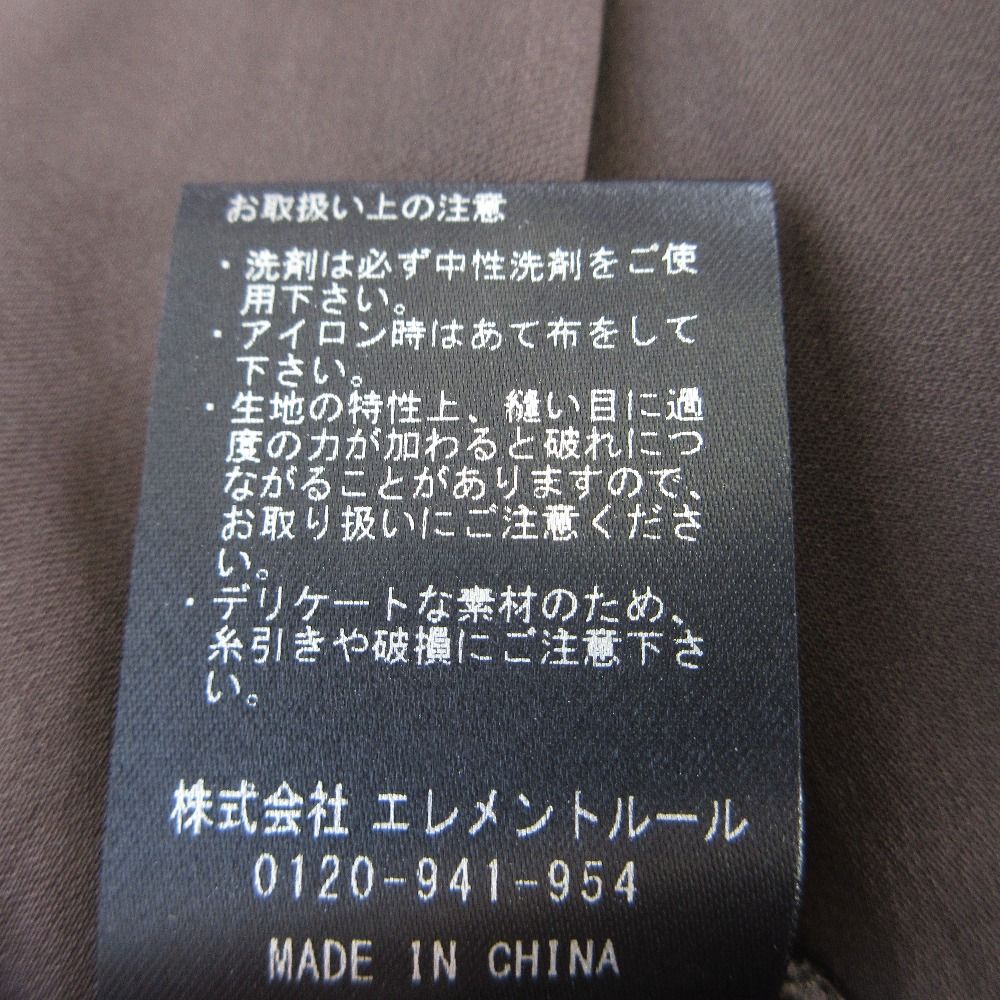 お取扱い上の注意
・洗剤は必ず中性洗剤をご使
用下さい。
・アイロン時はあて布をして
下さい。
・生地の特性上、縫い目に過
度の力が加わると破れにつ
ながることがありますので、
お取り扱いにご注意くださ
い。
・デリケートな素材のため、
糸引きや破損にご注意下さ
い。
株式会社 エレメントルール
0120-941-954
MADE IN CHINA